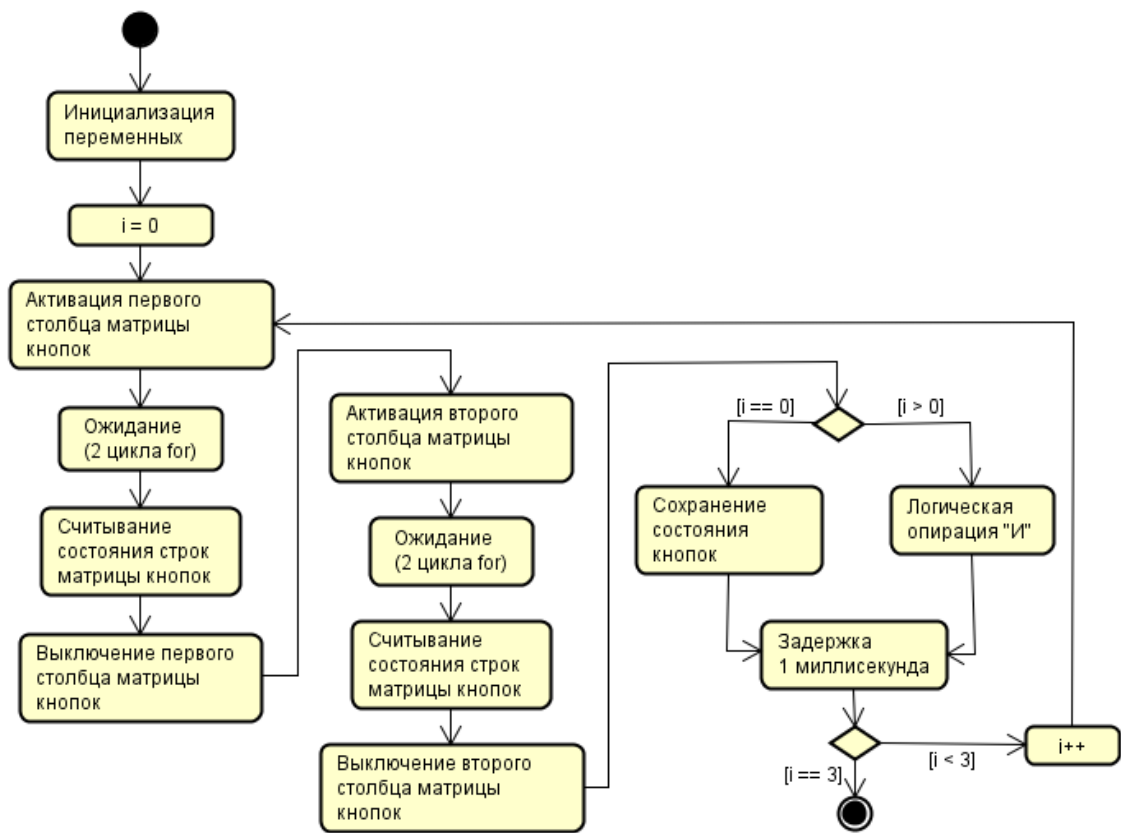 Инициализация
переменных
i = 0
Активация первого
столбца матрицы
кнопок
Ожидание
(2 цикла for)
Считывание
состояния строк
матрицы кнопок
Выключение первого
столбца матрицы
кнопок
Активация второго
столбца матрицы
кнопок
Ожидание
(2 цикла for)
Считывание
состояния строк
матрицы кнопок
Выключение второго
столбца матрицы
кнопок
[i == 0]
[i > 0]
Сохранение
состояния
кнопок
Логическая
опирация "И"
Задержка
1 миллисекунда
[i < 3]
i++
[i == 3]